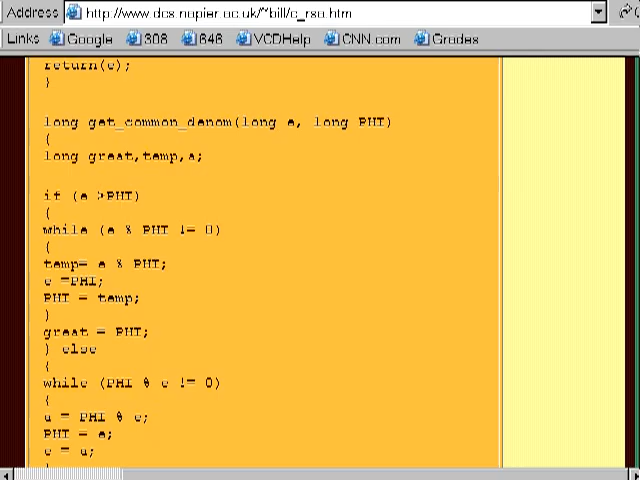 Address http://www.dcs.napier.ac.uk/~bill/c_rsa.htm
Links Google 308 646 VCDHelp CNN.com Grades
return(e);
}
long get_common_denom(long e, long PHI)
{
long great,temp,a;
if (e >PHI)
{
while (e % PHI != 0)
{
temp= e % PHI;
e =PHI;
PHI = temp;
}
great = PHI;
} else
{
while (PHI % e != 0)
{
a = PHI % e;
PHI = e;
e = a;
}